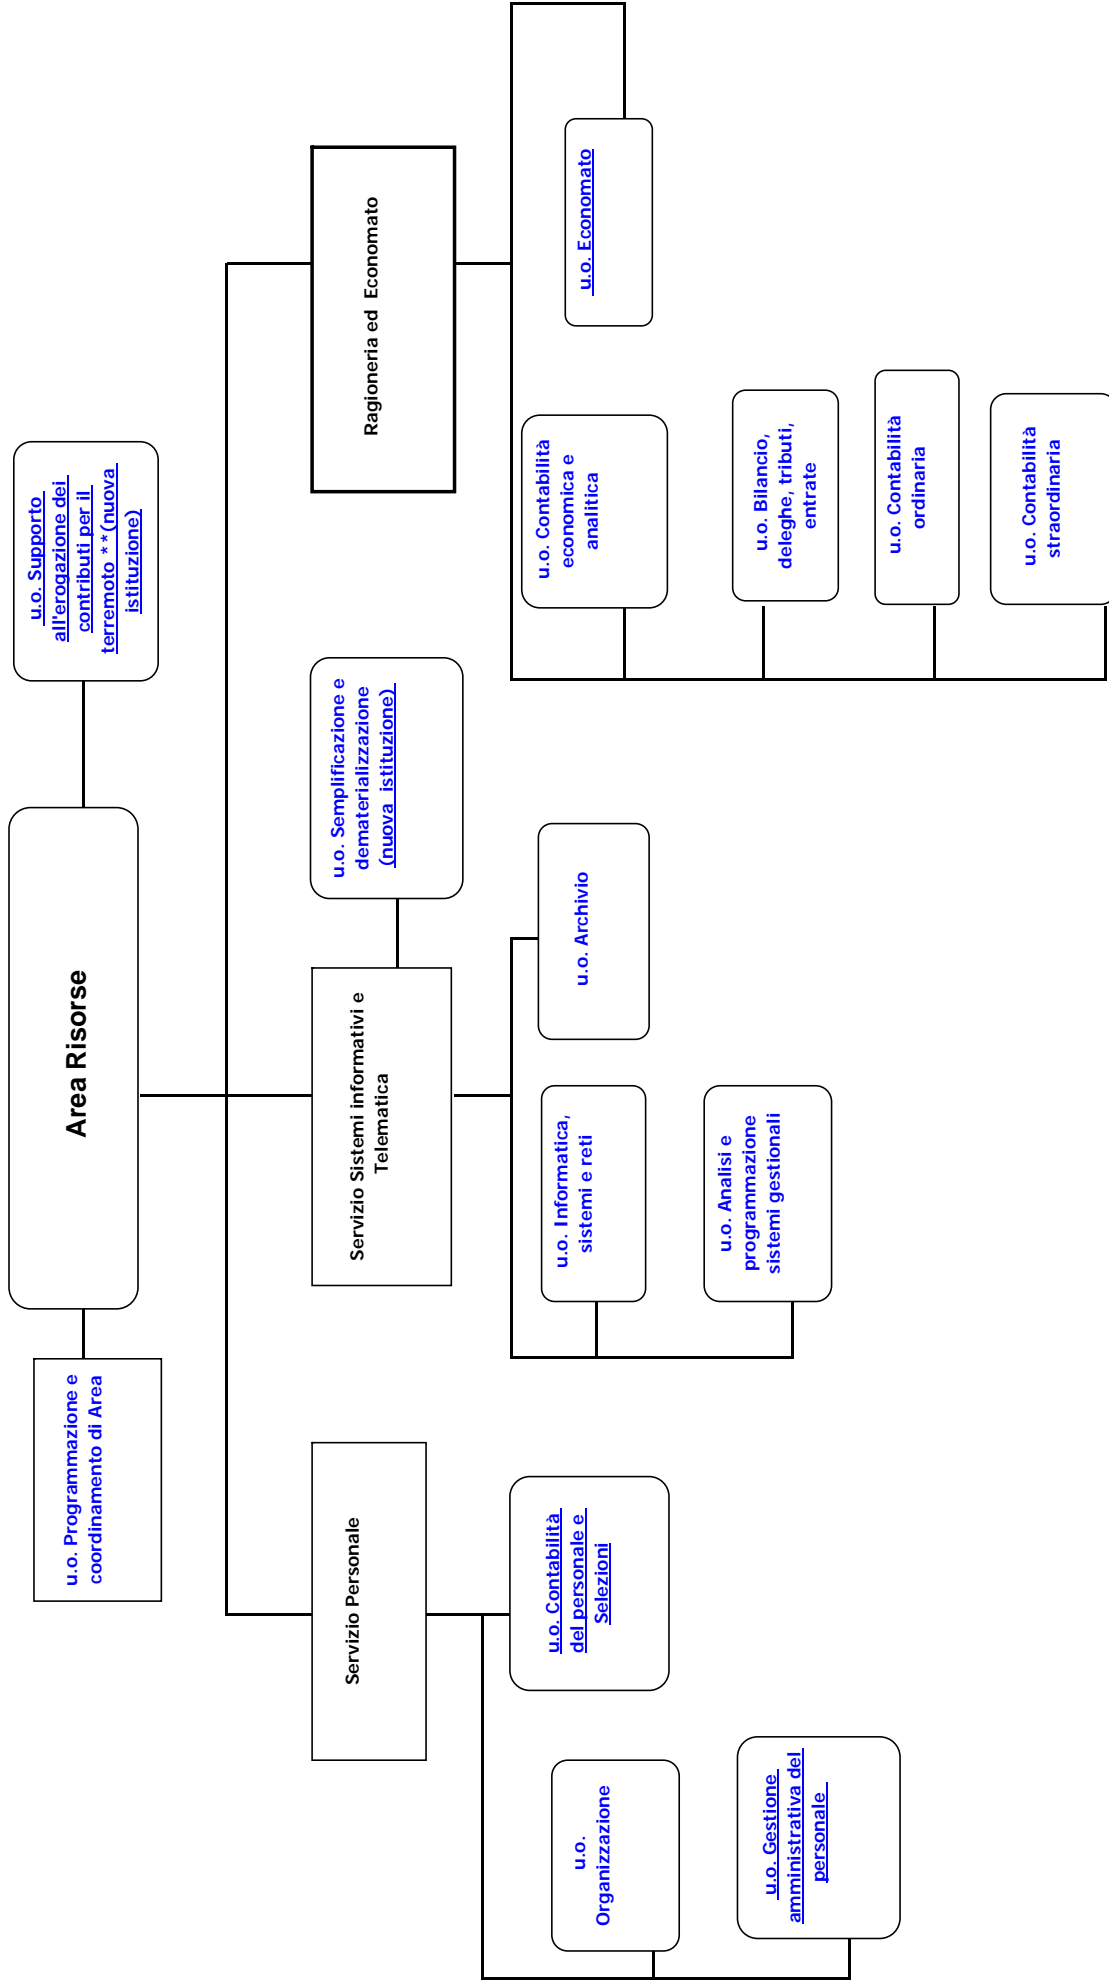 Area Risorse
u.o. Programmazione e
coordinamento di Area
u.o. Supporto
all'erogazione dei
contributi per il
terremoto **(nuova
istituzione)
Servizio Personale
Servizio Sistemi informativi e
Telematica
u.o. Semplificazione e
dematerializzazione
(nuova istituzione)
Ragioneria ed Economato
u.o.
Organizzazione
u.o. Contabilità
del personale e
Selezioni
u.o. Gestione
amministrativa del
personale
u.o. Informatica,
sistemi e reti
u.o. Archivio
u.o. Analisi e
programmazione
sistemi gestionali
u.o. Contabilità
economica e
analitica
u.o. Economato
u.o. Bilancio,
deleghe, tributi,
entrate
u.o. Contabilità
ordinaria
u.o. Contabilità
straordinaria